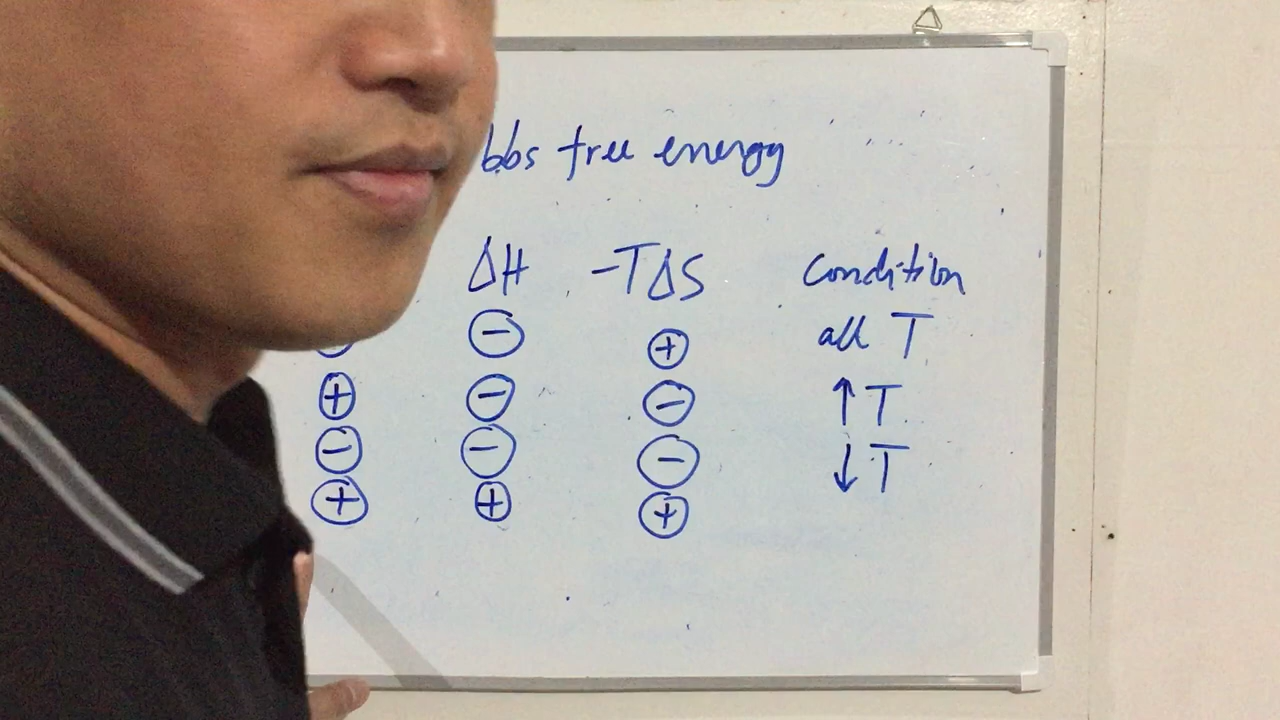 bbs free energy
ΔH -TΔS Condition
⊖ ⊕ all T
⊕ ⊖ ⊖ ↑T
⊖ ⊖ ⊖ ↓T
⊕ ⊕ ⊕